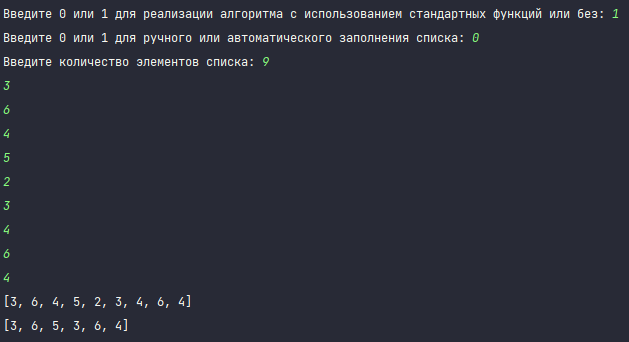 Введите 0 или 1 для реализации алгоритма с использованием стандартных функций или без: 1
Введите 0 или 1 для ручного или автоматического заполнения списка: 0
Введите количество элементов списка: 9
3
6
4
5
2
3
4
6
4
[3, 6, 4, 5, 2, 3, 4, 6, 4]
[3, 6, 5, 3, 6, 4]